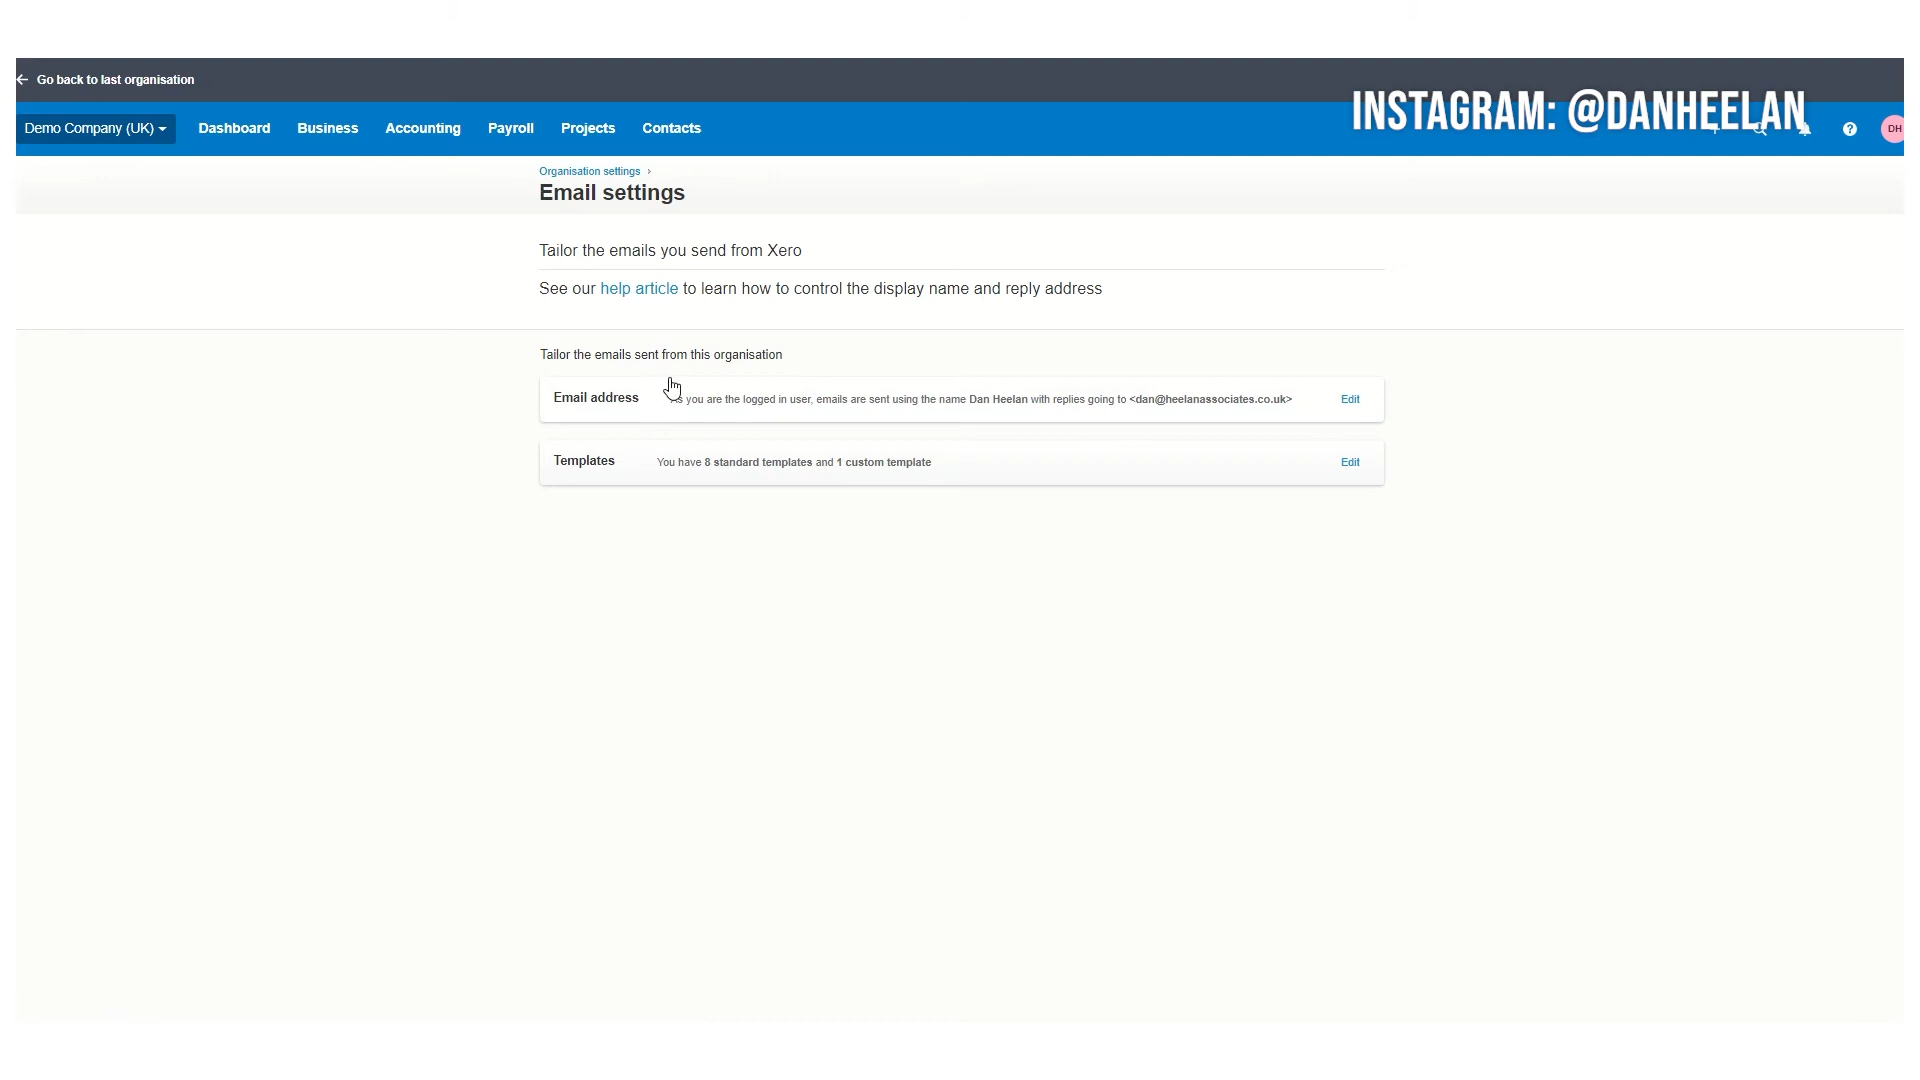 Go back to last organisation
INSTAGRAM: @DANHEELAN
Demo Company (UK) Dashboard Business Accounting Payroll Projects Contacts ? DH
Organisation settings ›
Email settings
Tailor the emails you send from Xero
See our help article to learn how to control the display name and reply address
Tailor the emails sent from this organisation
Email address As you are the logged in user, emails are sent using the name Dan Heelan with replies going to <dan@heelanassociates.co.uk> Edit
Templates You have 8 standard templates and 1 custom template Edit